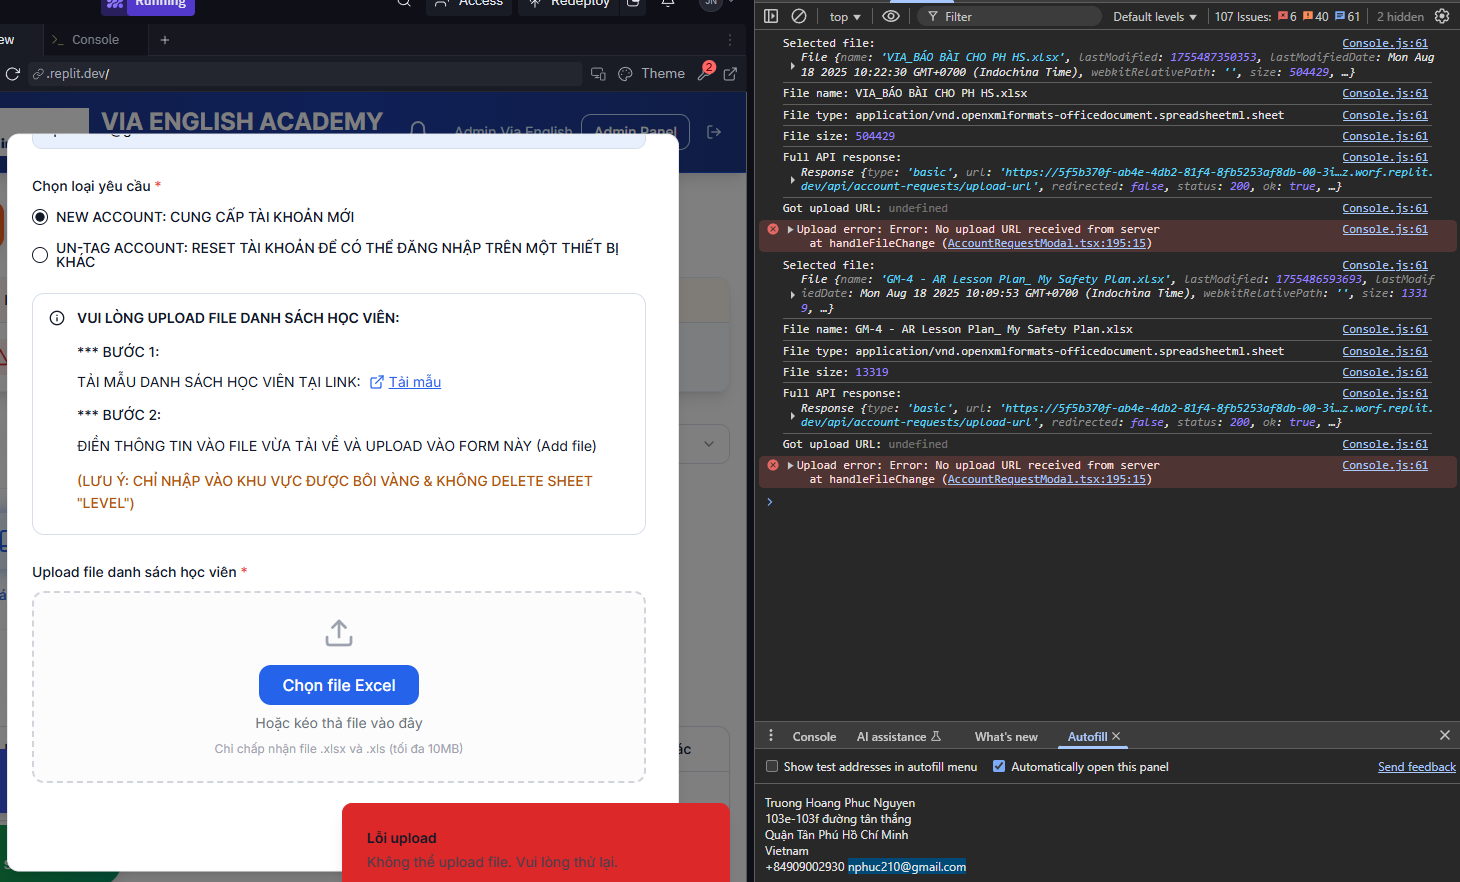 Running
Access
Redeploy
JN
ew
Console
.replit.dev/
Theme
2
VIA ENGLISH ACADEMY
Admin Via English
Admin Panel
Chọn loại yêu cầu *
NEW ACCOUNT: CUNG CẤP TÀI KHOẢN MỚI
UN-TAG ACCOUNT: RESET TÀI KHOẢN ĐỂ CÓ THỂ ĐĂNG NHẬP TRÊN MỘT THIẾT BỊ
KHÁC
VUI LÒNG UPLOAD FILE DANH SÁCH HỌC VIÊN:
*** BƯỚC 1:
TẢI MẪU DANH SÁCH HỌC VIÊN TẠI LINK: Tải mẫu
*** BƯỚC 2:
ĐIỀN THÔNG TIN VÀO FILE VỪA TẢI VỀ VÀ UPLOAD VÀO FORM NÀY (Add file)
(LƯU Ý: CHỈ NHẬP VÀO KHU VỰC ĐƯỢC BÔI VÀNG & KHÔNG DELETE SHEET
"LEVEL")
Upload file danh sách học viên *
Chọn file Excel
Hoặc kéo thả file vào đây
Chỉ chấp nhận file .xlsx và .xls (tối đa 10MB)
ác
Lỗi upload
Không thể upload file. Vui lòng thử lại.
top
Filter
Default levels
107 Issues: 6 40 61
2 hidden
Selected file: Console.js:61
File {name: 'VIA_BÁO BÀI CHO PH HS.xlsx', lastModified: 1755487350353, lastModifiedDate: Mon Aug
18 2025 10:22:30 GMT+0700 (Indochina Time), webkitRelativePath: '', size: 504429, …}
File name: VIA_BÁO BÀI CHO PH HS.xlsx Console.js:61
File type: application/vnd.openxmlformats-officedocument.spreadsheetml.sheet Console.js:61
File size: 504429 Console.js:61
Full API response: Console.js:61
Response {type: 'basic', url: 'https://5f5b370f-ab4e-4db2-81f4-8fb5253af8db-00-3i…z.worf.replit.
dev/api/account-requests/upload-url', redirected: false, status: 200, ok: true, …}
Got upload URL: undefined Console.js:61
Upload error: Error: No upload URL received from server Console.js:61
at handleFileChange (AccountRequestModal.tsx:195:15)
Selected file: Console.js:61
File {name: 'GM-4 - AR Lesson Plan_ My Safety Plan.xlsx', lastModified: 1755486593693, lastModif
iedDate: Mon Aug 18 2025 10:09:53 GMT+0700 (Indochina Time), webkitRelativePath: '', size: 1331
9, …}
File name: GM-4 - AR Lesson Plan_ My Safety Plan.xlsx Console.js:61
File type: application/vnd.openxmlformats-officedocument.spreadsheetml.sheet Console.js:61
File size: 13319 Console.js:61
Full API response: Console.js:61
Response {type: 'basic', url: 'https://5f5b370f-ab4e-4db2-81f4-8fb5253af8db-00-3i…z.worf.replit.
dev/api/account-requests/upload-url', redirected: false, status: 200, ok: true, …}
Got upload URL: undefined Console.js:61
Upload error: Error: No upload URL received from server Console.js:61
at handleFileChange (AccountRequestModal.tsx:195:15)
Console
AI assistance
What's new
Autofill
Show test addresses in autofill menu
Automatically open this panel
Send feedback
Truong Hoang Phuc Nguyen
103e-103f đường tân thắng
Quận Tân Phú Hồ Chí Minh
Vietnam
+84909002930 nphuc210@gmail.com